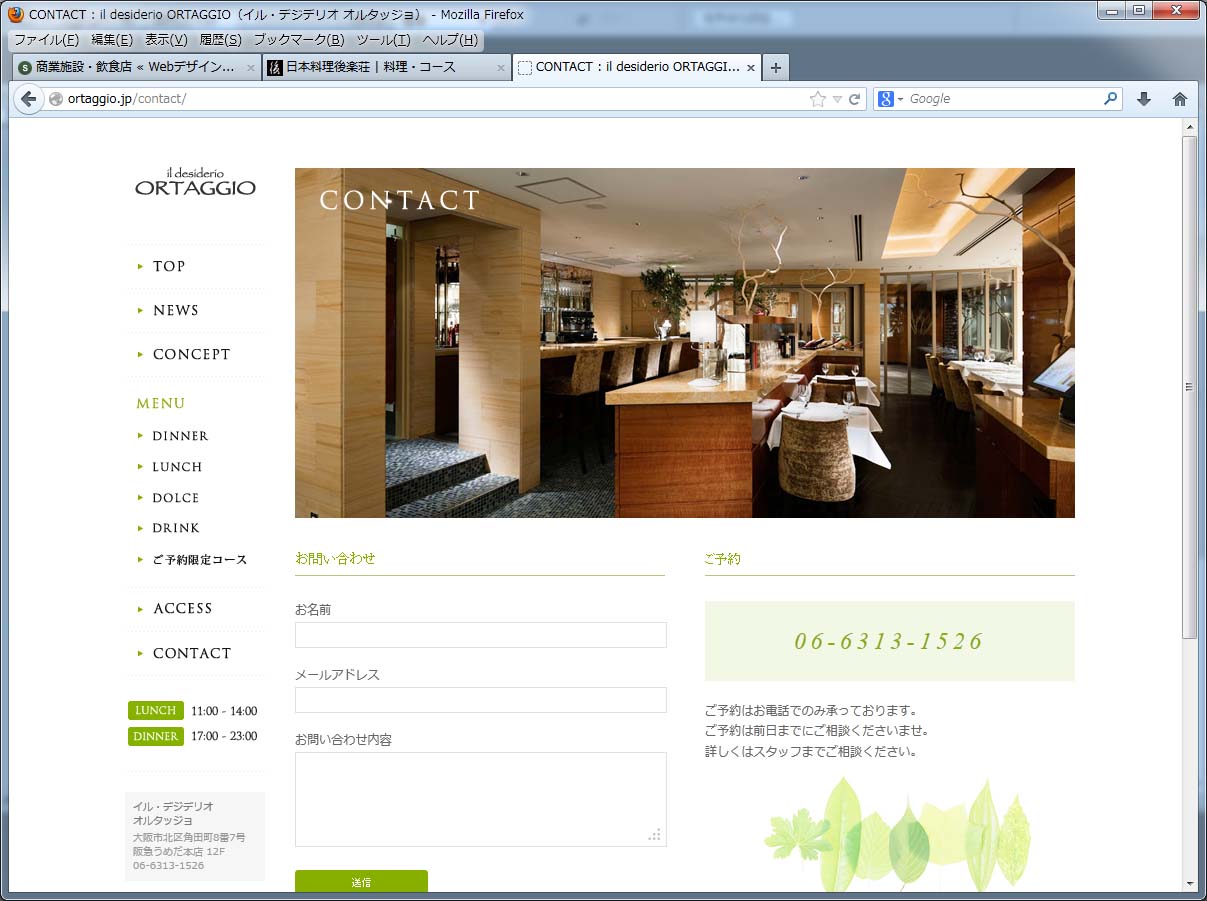 CONTACT : il desiderio ORTAGGIO（イル・デジデリオ オルタッジョ） - Mozilla Firefox
ファイル(F) 編集(E) 表示(V) 履歴(S) ブックマーク(B) ツール(T) ヘルプ(H)
S 商業施設・飲食店 « Webデザイン...
日本料理後楽荘 | 料理・コース
CONTACT : il desiderio ORTAGGI...
ortaggio.jp/contact/
Google
il desiderio
ORTAGGIO
CONTACT
TOP
NEWS
CONCEPT
MENU
DINNER
LUNCH
DOLCE
DRINK
ご予約限定コース
ACCESS
CONTACT
LUNCH 11:00 - 14:00
DINNER 17:00 - 23:00
イル・デジデリオ
オルタッジョ
大阪市北区角田町8番7号
阪急うめだ本店 12F
06-6313-1526
お問い合わせ
お名前
メールアドレス
お問い合わせ内容
送信
ご予約
06-6313-1526
ご予約はお電話でのみ承っております。
ご予約は前日までにご相談くださいませ。
詳しくはスタッフまでご相談ください。